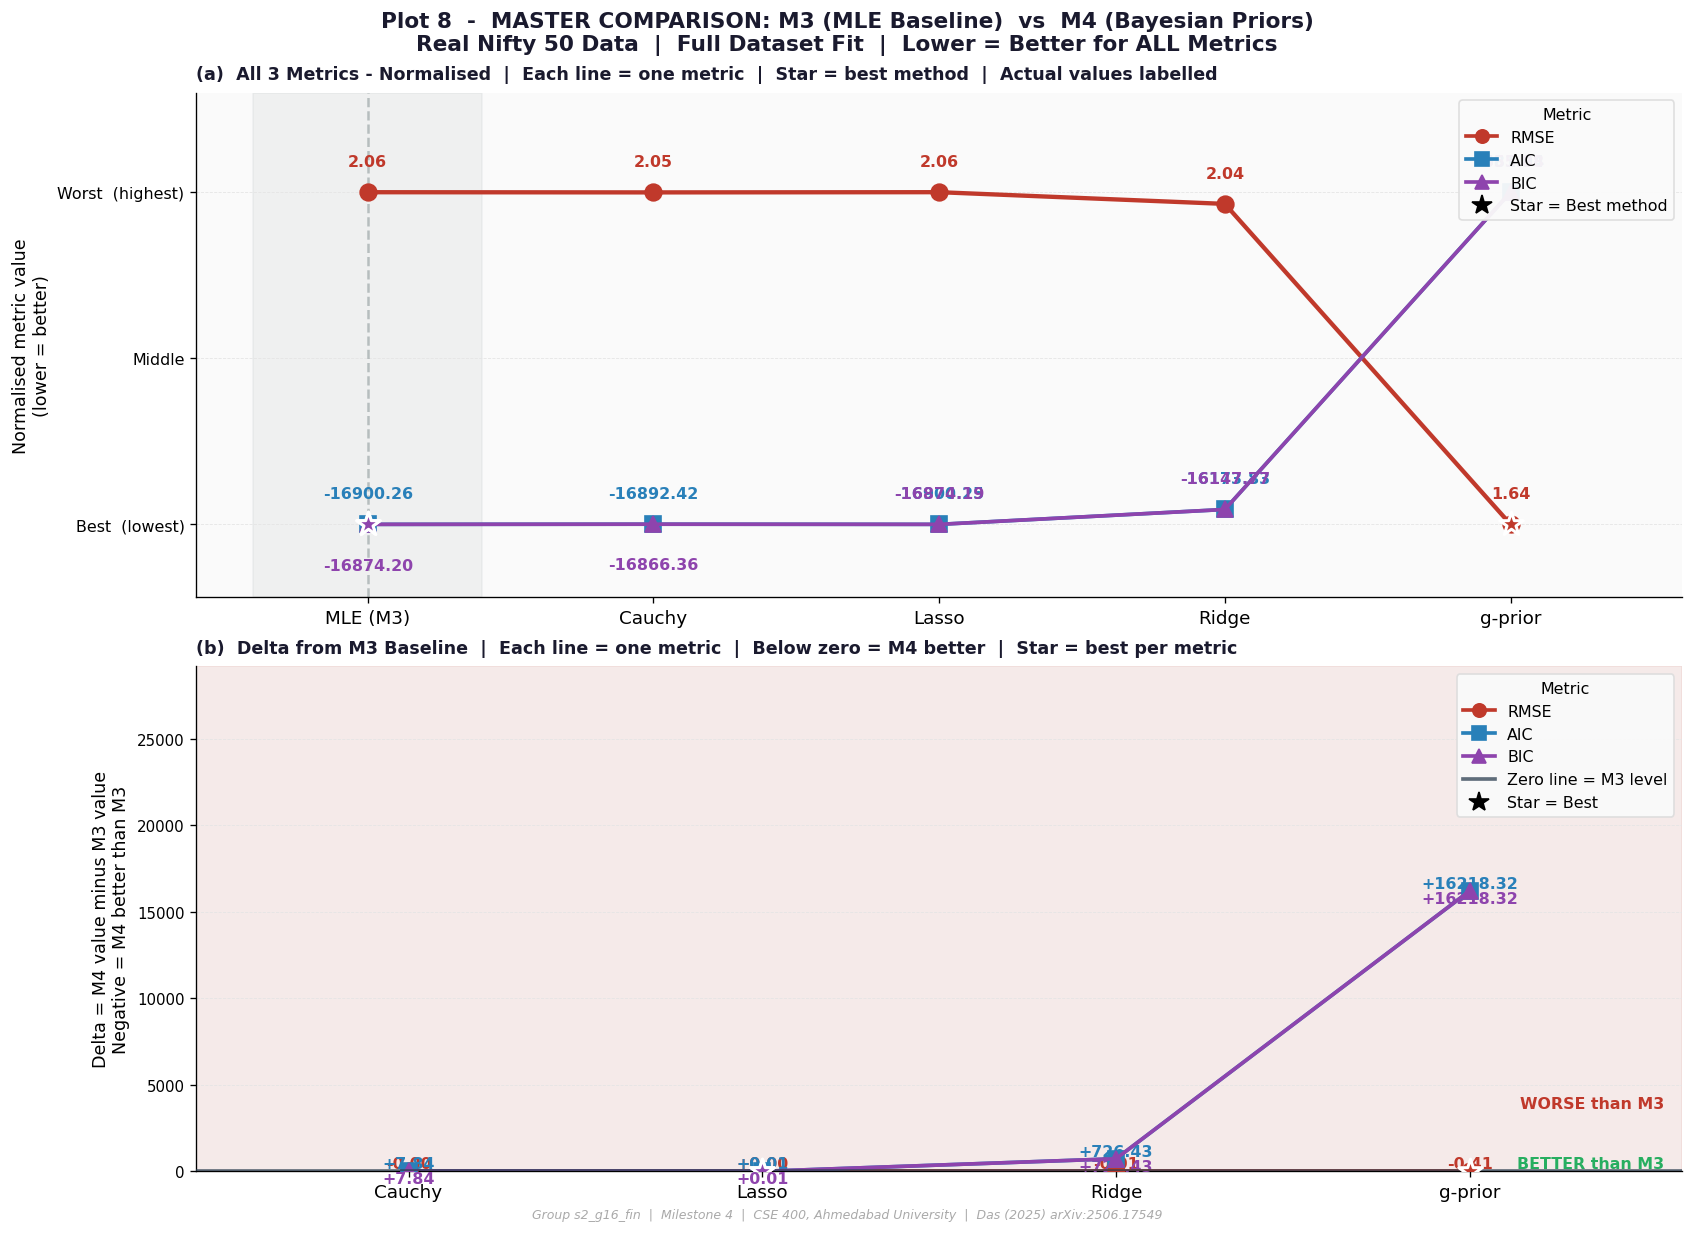 Plot 8 - MASTER COMPARISON: M3 (MLE Baseline) vs M4 (Bayesian Priors)
Real Nifty 50 Data | Full Dataset Fit | Lower = Better for ALL Metrics
(a) All 3 Metrics - Normalised | Each line = one metric | Star = best method | Actual values labelled
Normalised metric value
(lower = better)
Worst (highest)
Middle
Best (lowest)
2.06
2.05
2.06
2.04
1.64
-16900.26
-16892.42
-16874.19
-16874.20
-16866.36
Metric
RMSE
AIC
BIC
Star = Best method
MLE (M3)
Cauchy
Lasso
Ridge
g-prior
(b) Delta from M3 Baseline | Each line = one metric | Below zero = M4 better | Star = best per metric
Delta = M4 value minus M3 value
Negative = M4 better than M3
25000
20000
15000
10000
5000
0
Metric
RMSE
AIC
BIC
Zero line = M3 level
Star = Best
+16218.32
+16218.32
WORSE than M3
BETTER than M3
+726.43
-0.41
+7.84
+0.01
Cauchy
Lasso
Ridge
g-prior
Group s2_g16_fin | Milestone 4 | CSE 400, Ahmedabad University | Das (2025) arXiv:2506.17549